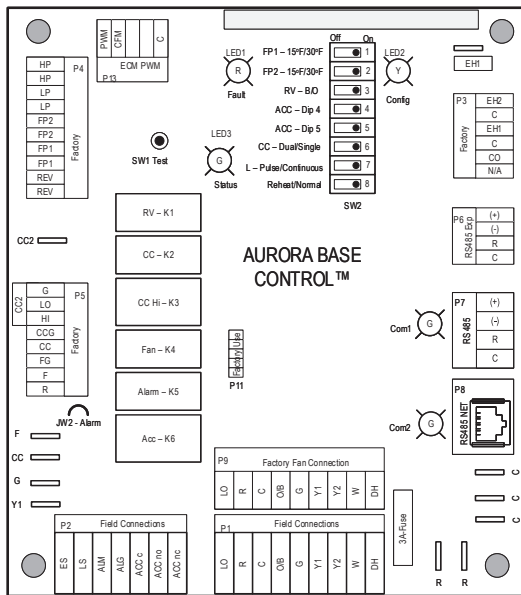 PWM
CFM
C
ECM PWM
P13
LED1
R
Fault
Off On
FP1 – 15ºF/30ºF 1
FP2 – 15ºF/30ºF 2
RV – B/O 3
ACC – Dip 4 4
ACC – Dip 5 5
CC – Dual/Single 6
L – Pulse/Continuous 7
Reheat/Normal 8
SW2
LED2
Y
Config
EH1
HP
HP
LP
LP
FP2
FP2
FP1
FP1
REV
REV
P4
Factory
SW1 Test
LED3
G
Status
P3
Factory
EH2
C
EH1
C
CO
N/A
P6
RS485 Exp
(+)
(-)
R
C
CC2
RV – K1
CC – K2
CC Hi – K3
Fan – K4
Alarm – K5
Acc – K6
AURORA BASE
CONTROL™
CC2
G
LO
HI
CCG
CC
FG
F
R
P5
Factory
JW2 - Alarm
Factory Use
P11
Com1
G
P7
RS 485
(+)
(-)
R
C
P8
RS485 NET
Com2
G
F
CC
G
Y1
P9 Factory Fan Connection
LO R C O/B G Y1 Y2 W DH
3A-Fuse
C
C
C
P2 Field Connections
ES LS ALM ALG ACC c ACC no ACC nc
P1 Field Connections
LO R C O/B G Y1 Y2 W DH
R R